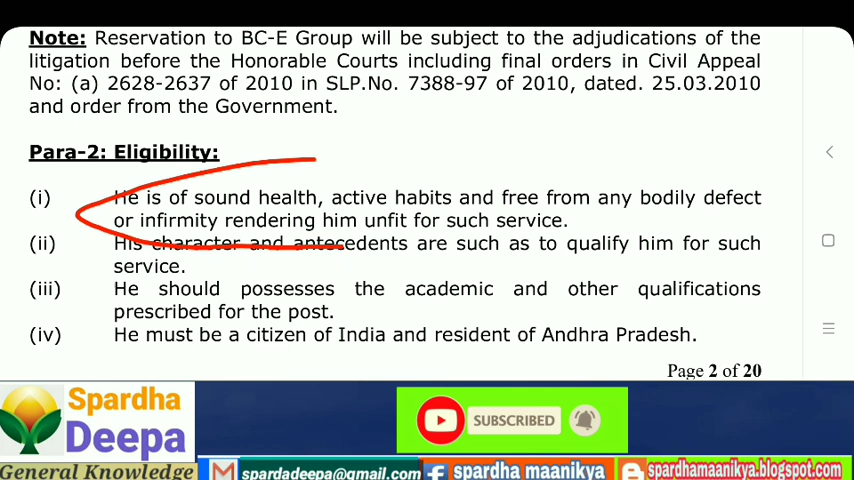 Note: Reservation to BC-E Group will be subject to the adjudications of the
litigation before the Honorable Courts including final orders in Civil Appeal
No: (a) 2628-2637 of 2010 in SLP.No. 7388-97 of 2010, dated. 25.03.2010
and order from the Government.
Para-2: Eligibility:
(i) He is of sound health, active habits and free from any bodily defect
or infirmity rendering him unfit for such service.
(ii) His character and antecedents are such as to qualify him for such
service.
(iii) He should possesses the academic and other qualifications
prescribed for the post.
(iv) He must be a citizen of India and resident of Andhra Pradesh.
Page 2 of 20
Spardha
Deepa
General Knowledge
SUBSCRIBED
spardadeepa@gmail.com
spardha maanikya
spardhamaanikya.blogspot.com